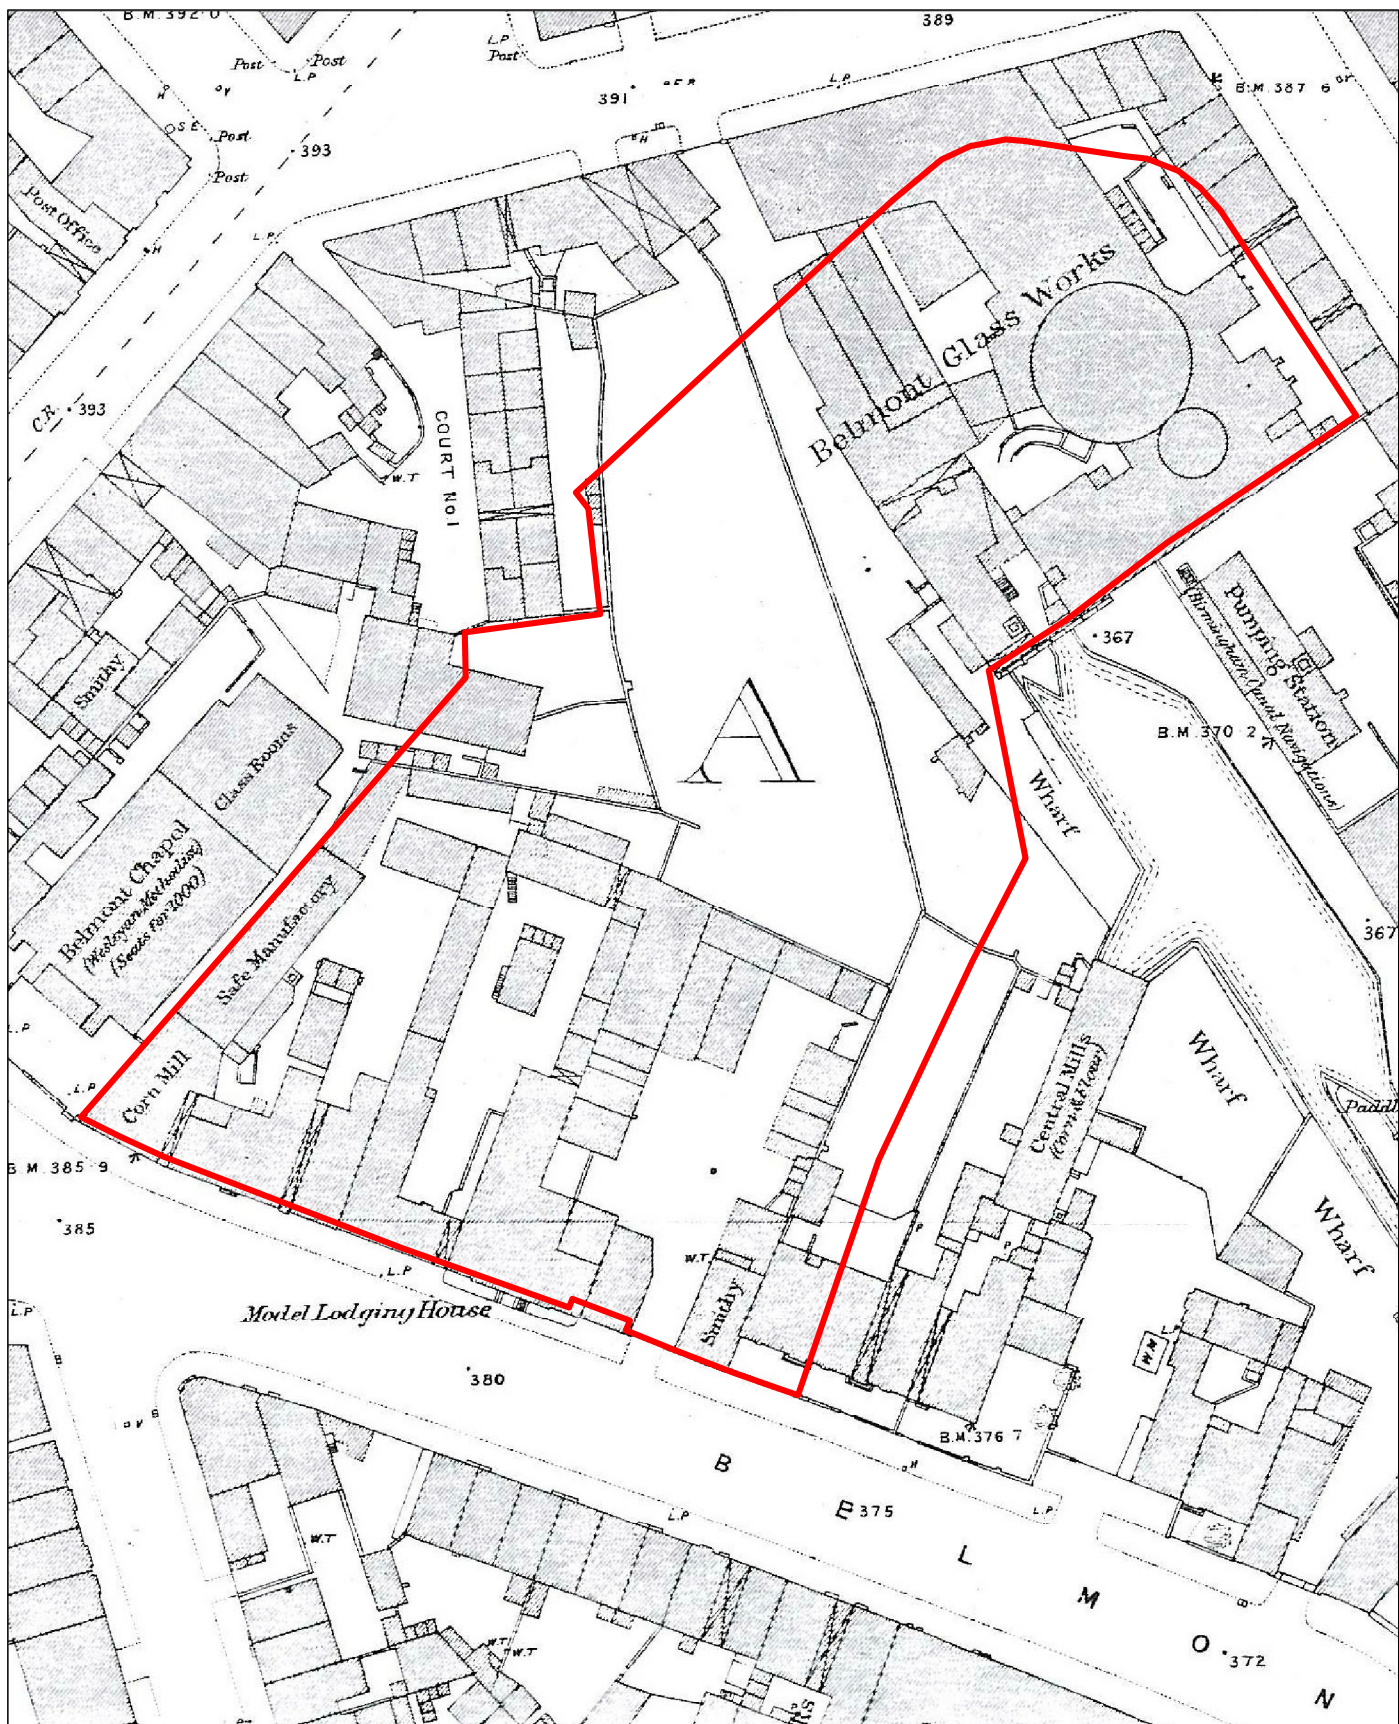 B.M. 392·0
389
L.P
Post
Post
Post
L.P
L.P
391
F.R
B.M. 387·6
H
V
S E
Post
H
393
Post
Post Office
L.P
H
Belmont Glass Works
C.R.
393
COURT No. 1
W.T
367
Pumping Station
(Birmingham Canal Navigations)
Smithy
A
B.M. 370·2
Class Rooms
Wharf
Belmont Chapel
(Wesleyan Methodist)
(Seats for 1000)
Safe Manufactory
367
L.P
Wharf
L.P
Corn Mill
Central Mills
(Corn & Flour)
B.M. 385·9
Wharf
385
P
P
W.T.
L.P
Smithy
Model Lodging House
L.P
W.M
L
380
V
B
B.M. 376·7
H
B E L M O N
L.P
375
L.P
W.T
W.T
W.T
372